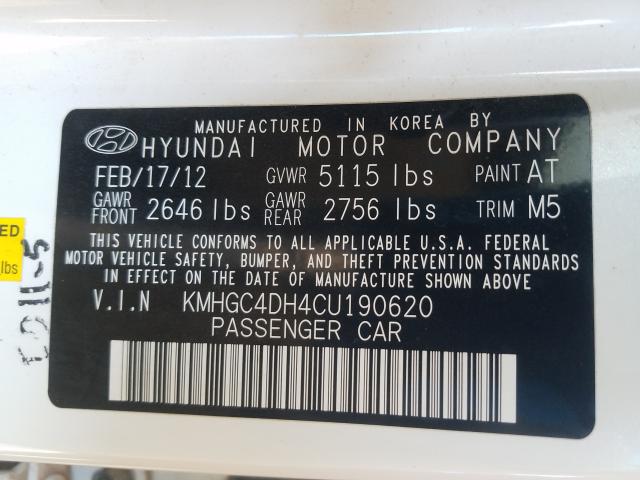 MANUFACTURED IN KOREA BY
HYUNDAI MOTOR COMPANY
FEB/17/12 GVWR 5115 lbs PAINT AT
GAWR FRONT 2646 lbs GAWR REAR 2756 lbs TRIM M5
THIS VEHICLE CONFORMS TO ALL APPLICABLE U.S.A. FEDERAL
MOTOR VEHICLE SAFETY, BUMPER, AND THEFT PREVENTION STANDARDS
IN EFFECT ON THE DATE OF MANUFACTURE SHOWN ABOVE.
V.I.N KMHGC4DH4CU190620
PASSENGER CAR
lbs